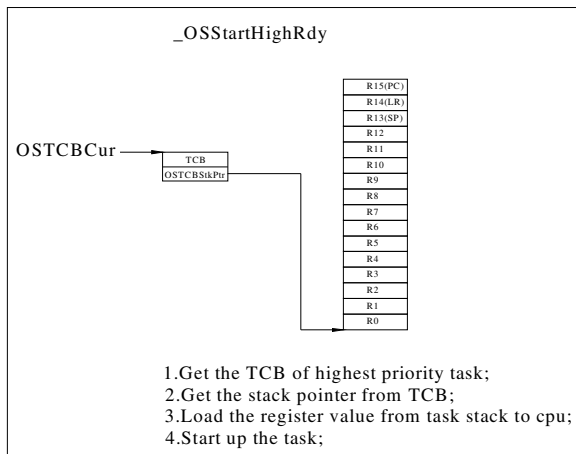 _OSStartHighRdy
R15(PC)
R14(LR)
R13(SP)
R12
R11
R10
R9
R8
R7
R6
R5
R4
R3
R2
R1
R0
OSTCBCur
TCB
OSTCBStkPtr
1.Get the TCB of highest priority task;
2.Get the stack pointer from TCB;
3.Load the register value from task stack to cpu;
4.Start up the task;